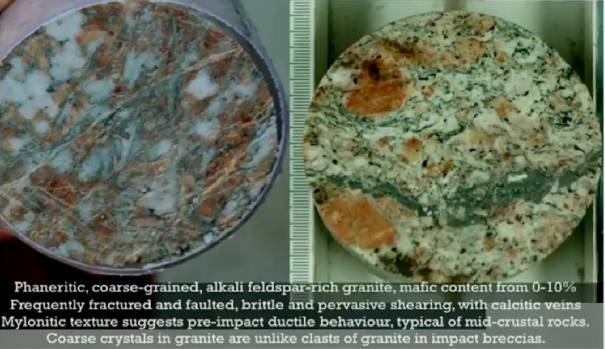 Phaneritic, coarse-grained, alkali feldspar-rich granite, mafic content from 0-10%
Frequently fractured and faulted, brittle and pervasive shearing, with calcitic veins
Mylonitic texture suggests pre-impact ductile behaviour, typical of mid-crustal rocks.
Coarse crystals in granite are unlike clasts of granite in impact breccias.